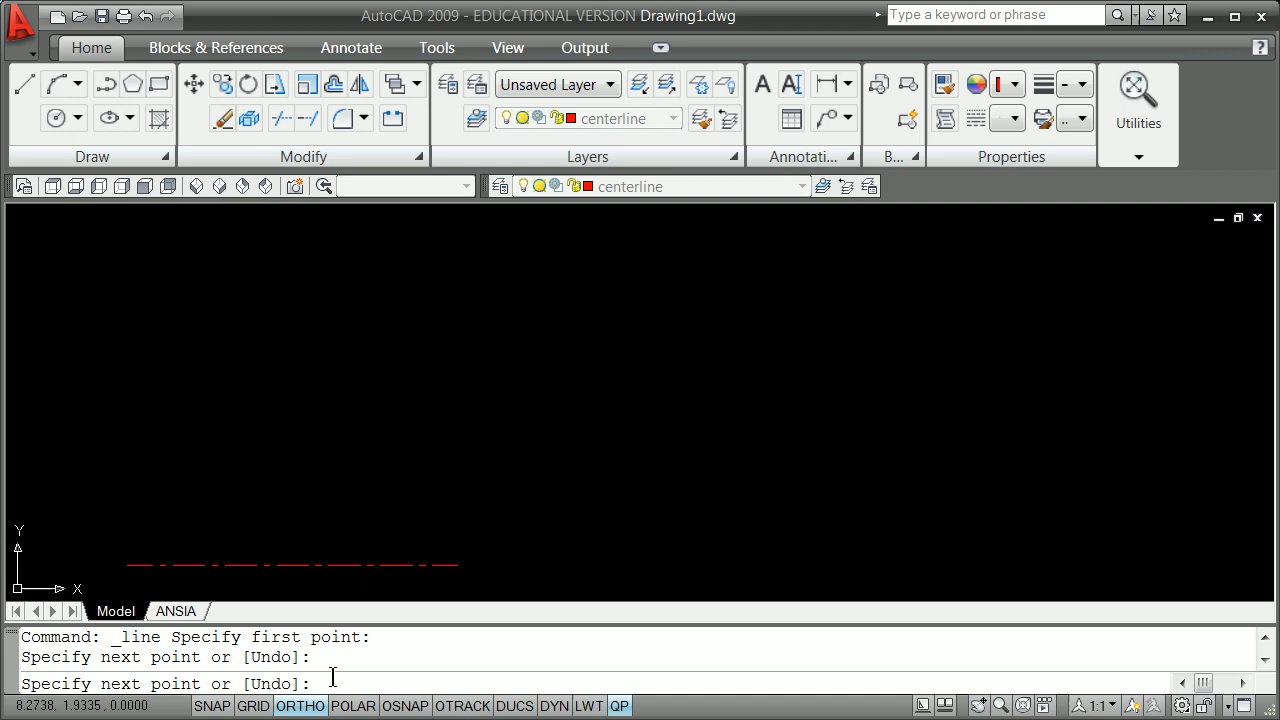 AutoCAD 2009 - EDUCATIONAL VERSION Drawing1.dwg
Type a keyword or phrase
Home Blocks & References Annotate Tools View Output
Unsaved Layer
centerline
Utilities
Draw Modify Layers Annotati... B... Properties
centerline
Y
X
Model ANSIA
Command: _line Specify first point:
Specify next point or [Undo]:
Specify next point or [Undo]:
8.2738, 1.9335, 0.0000 SNAP GRID ORTHO POLAR OSNAP OTRACK DUCS DYN LWT QP 1:1